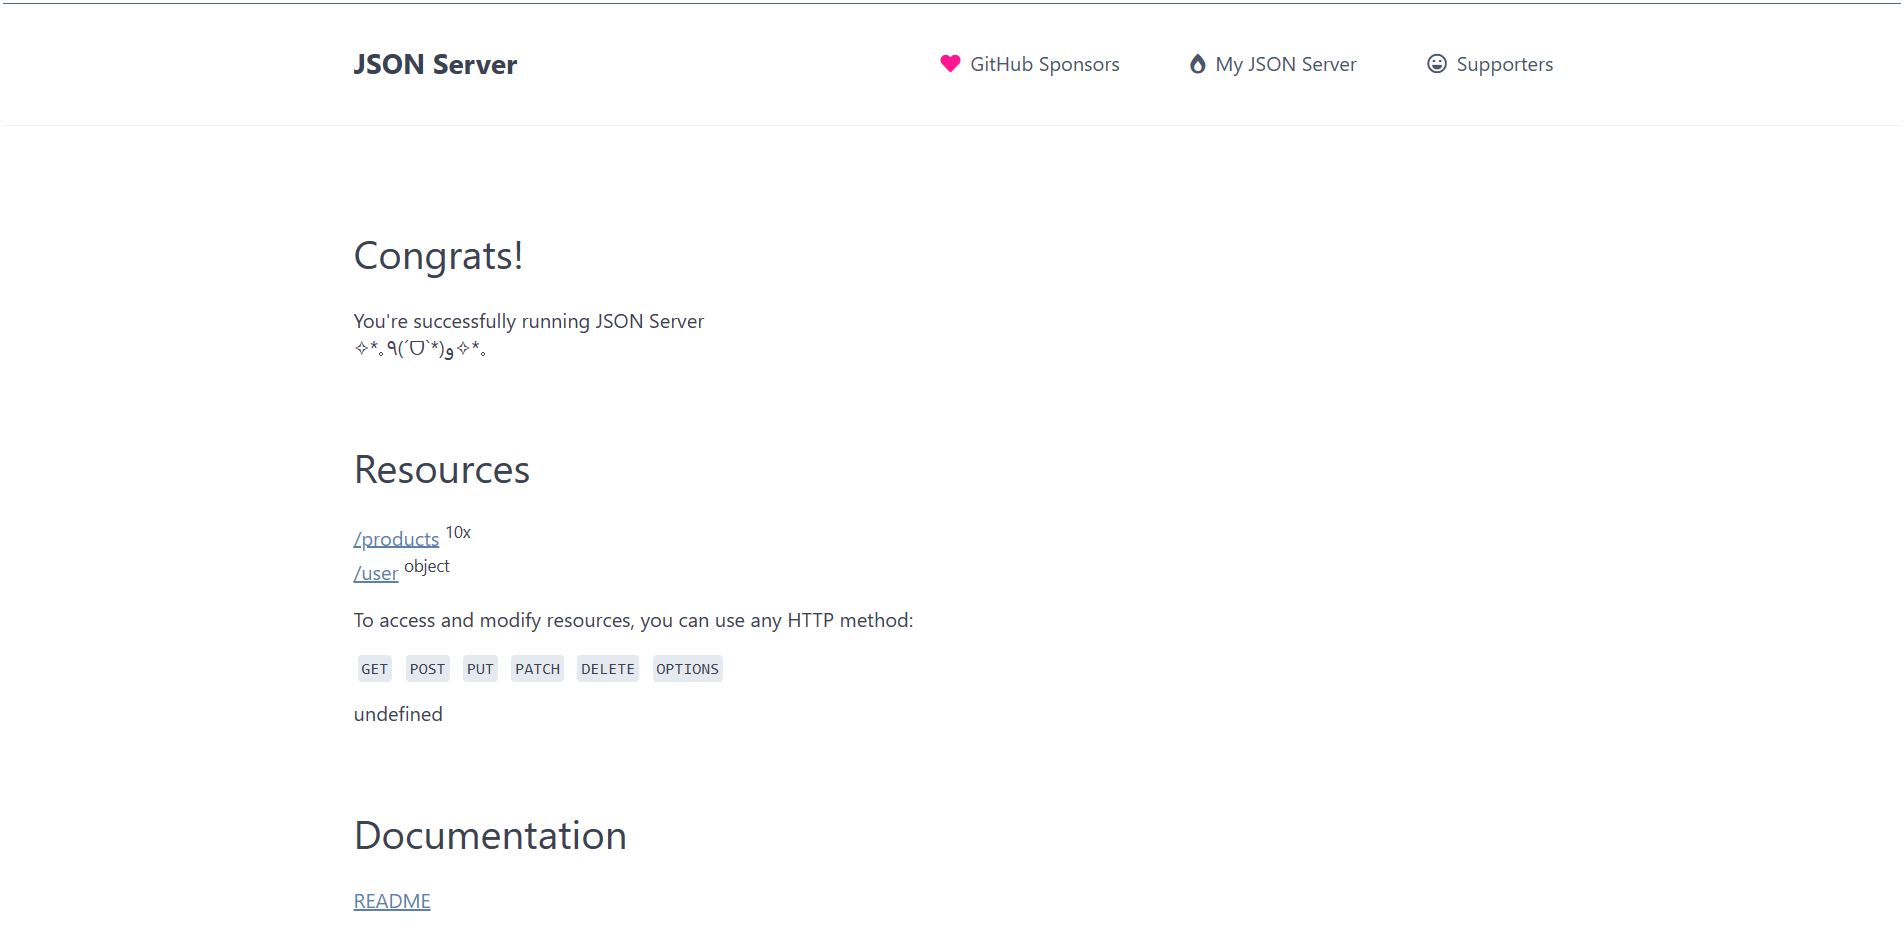 JSON Server
GitHub Sponsors
My JSON Server
Supporters
Congrats!
You're successfully running JSON Server
✧*｡٩(ˊᗜˋ*)و✧*｡
Resources
/products 10x
/user object
To access and modify resources, you can use any HTTP method:
GET POST PUT PATCH DELETE OPTIONS
undefined
Documentation
README